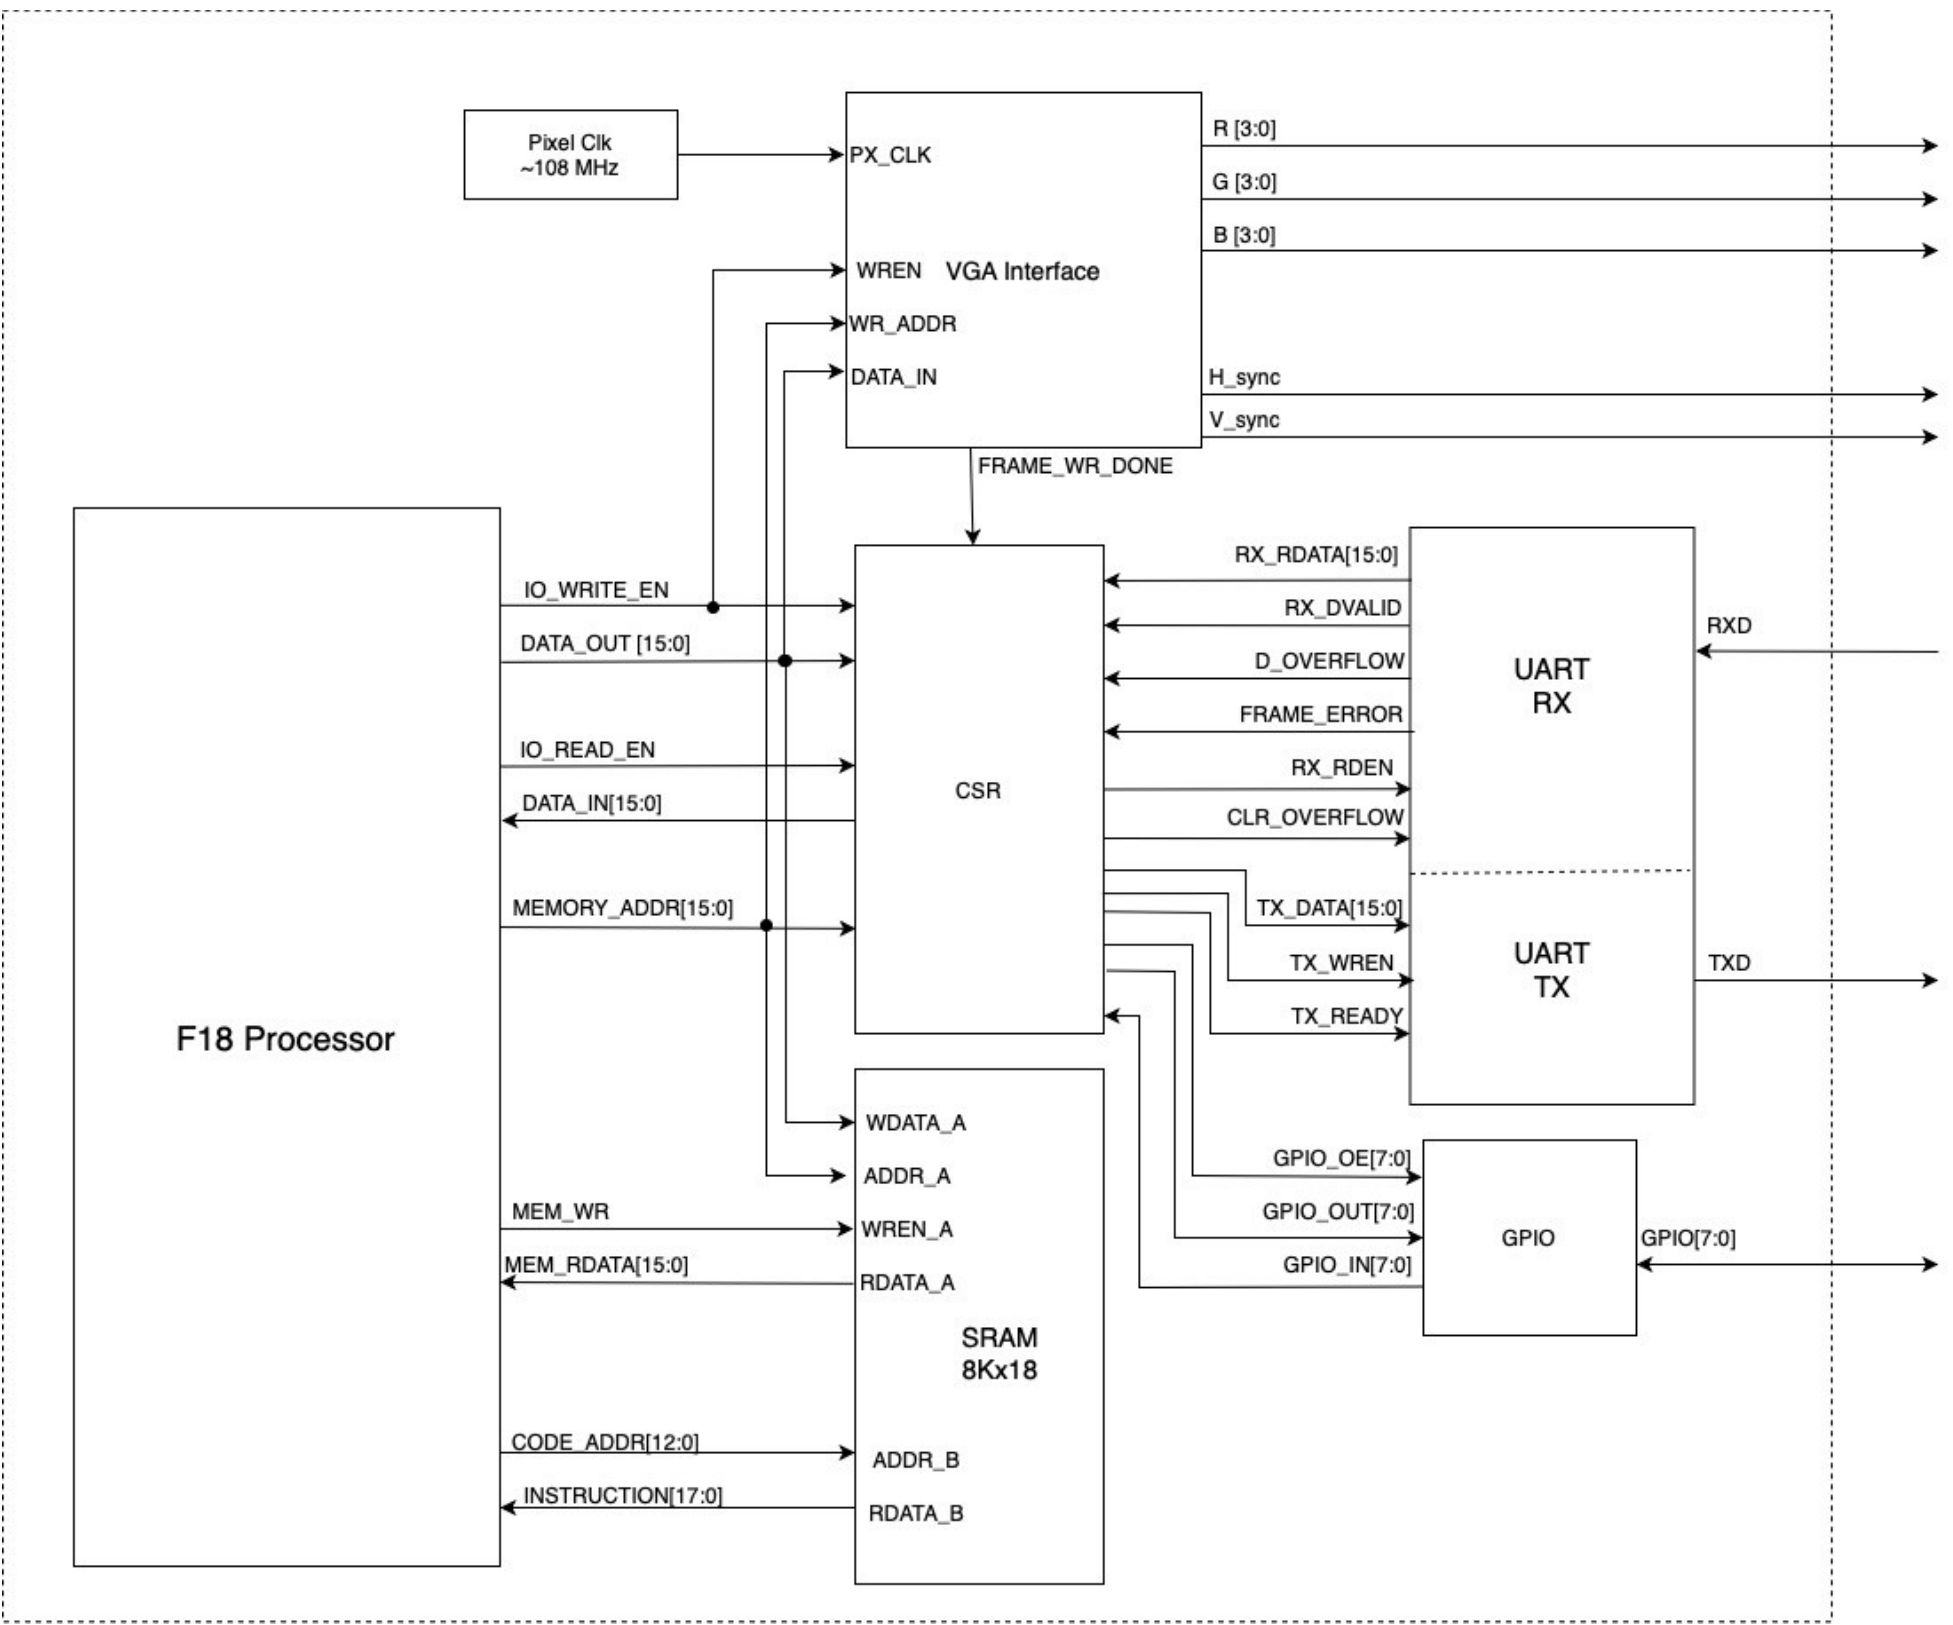 Pixel Clk
~108 MHz
PX_CLK
WREN
VGA Interface
WR_ADDR
DATA_IN
R [3:0]
G [3:0]
B [3:0]
H_sync
V_sync
FRAME_WR_DONE
F18 Processor
IO_WRITE_EN
DATA_OUT [15:0]
IO_READ_EN
DATA_IN[15:0]
MEMORY_ADDR[15:0]
CSR
RX_RDATA[15:0]
RX_DVALID
D_OVERFLOW
FRAME_ERROR
RX_RDEN
CLR_OVERFLOW
TX_DATA[15:0]
TX_WREN
TX_READY
UART
RX
UART
TX
RXD
TXD
MEM_WR
MEM_RDATA[15:0]
CODE_ADDR[12:0]
INSTRUCTION[17:0]
WDATA_A
ADDR_A
WREN_A
RDATA_A
SRAM
8Kx18
ADDR_B
RDATA_B
GPIO_OE[7:0]
GPIO_OUT[7:0]
GPIO_IN[7:0]
GPIO
GPIO[7:0]